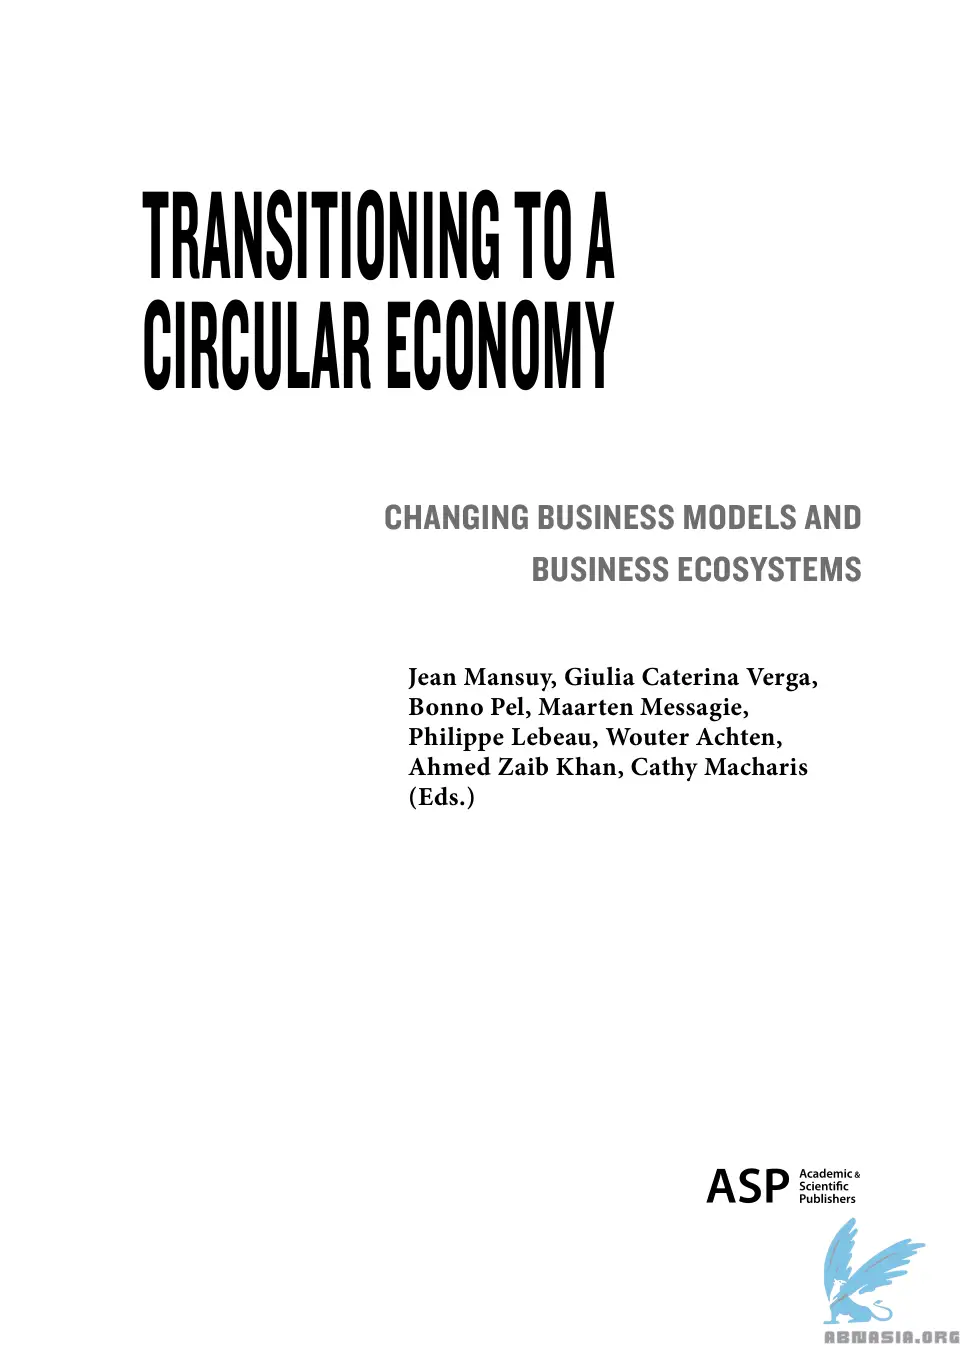 TRANSITIONING TO A
CIRCULAR ECONOMY
CHANGING BUSINESS MODELS AND
BUSINESS ECOSYSTEMS
Jean Mansuy, Giulia Caterina Verga,
Bonno Pel, Maarten Messagie,
Philippe Lebeau, Wouter Achten,
Ahmed Zaib Khan, Cathy Macharis
(Eds.)
ASP
Academic &
Scientific
Publishers
ABNASIA.ORG